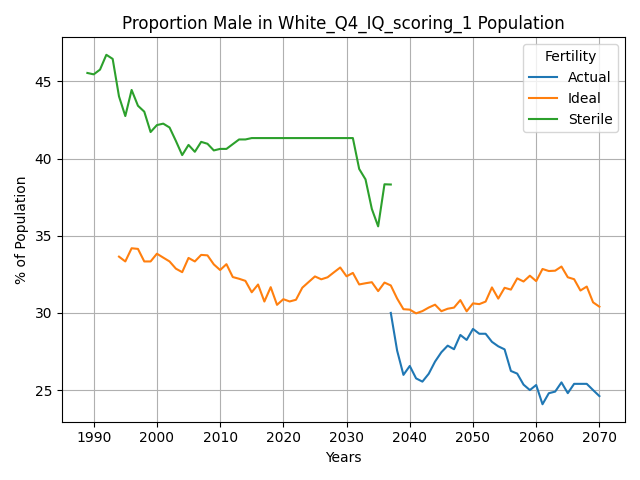 Proportion Male in White_Q4_IQ_scoring_1 Population
Fertility
Actual
Ideal
Sterile
% of Population
45
40
35
30
25
1990 2000 2010 2020 2030 2040 2050 2060 2070
Years